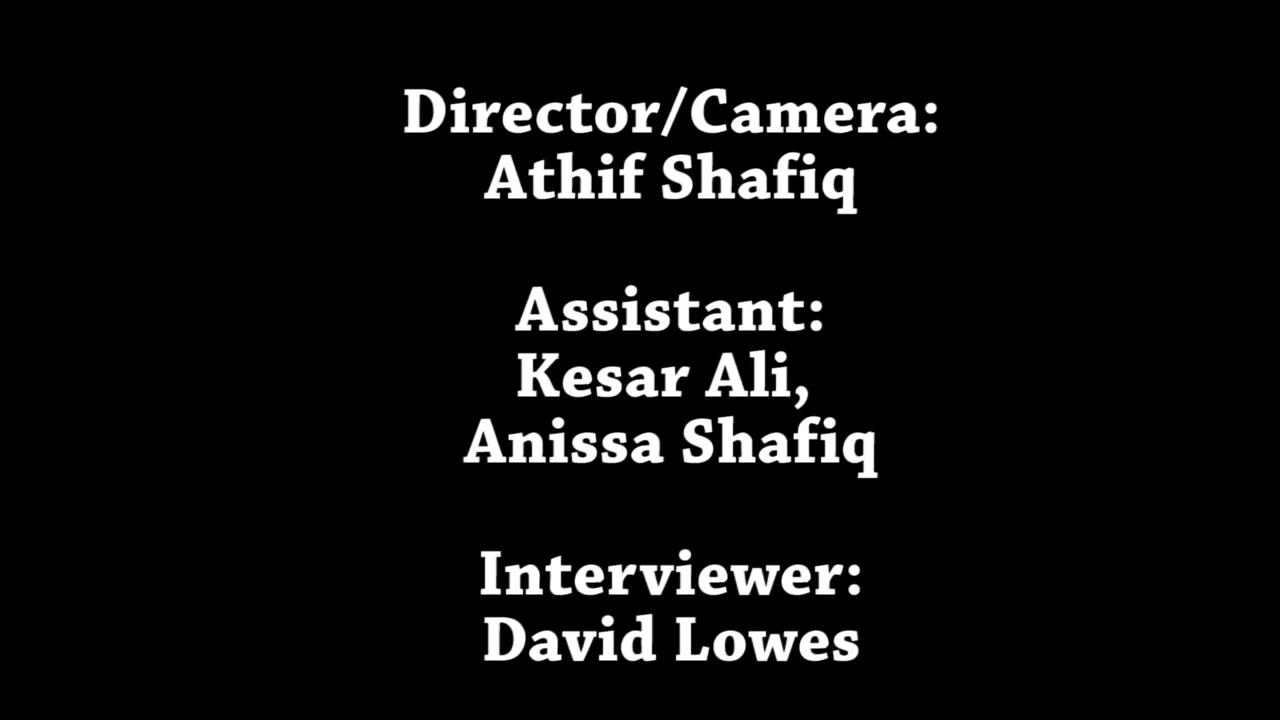 Director/Camera:
Athif Shafiq
Assistant:
Kesar Ali,
Anissa Shafiq
Interviewer:
David Lowes